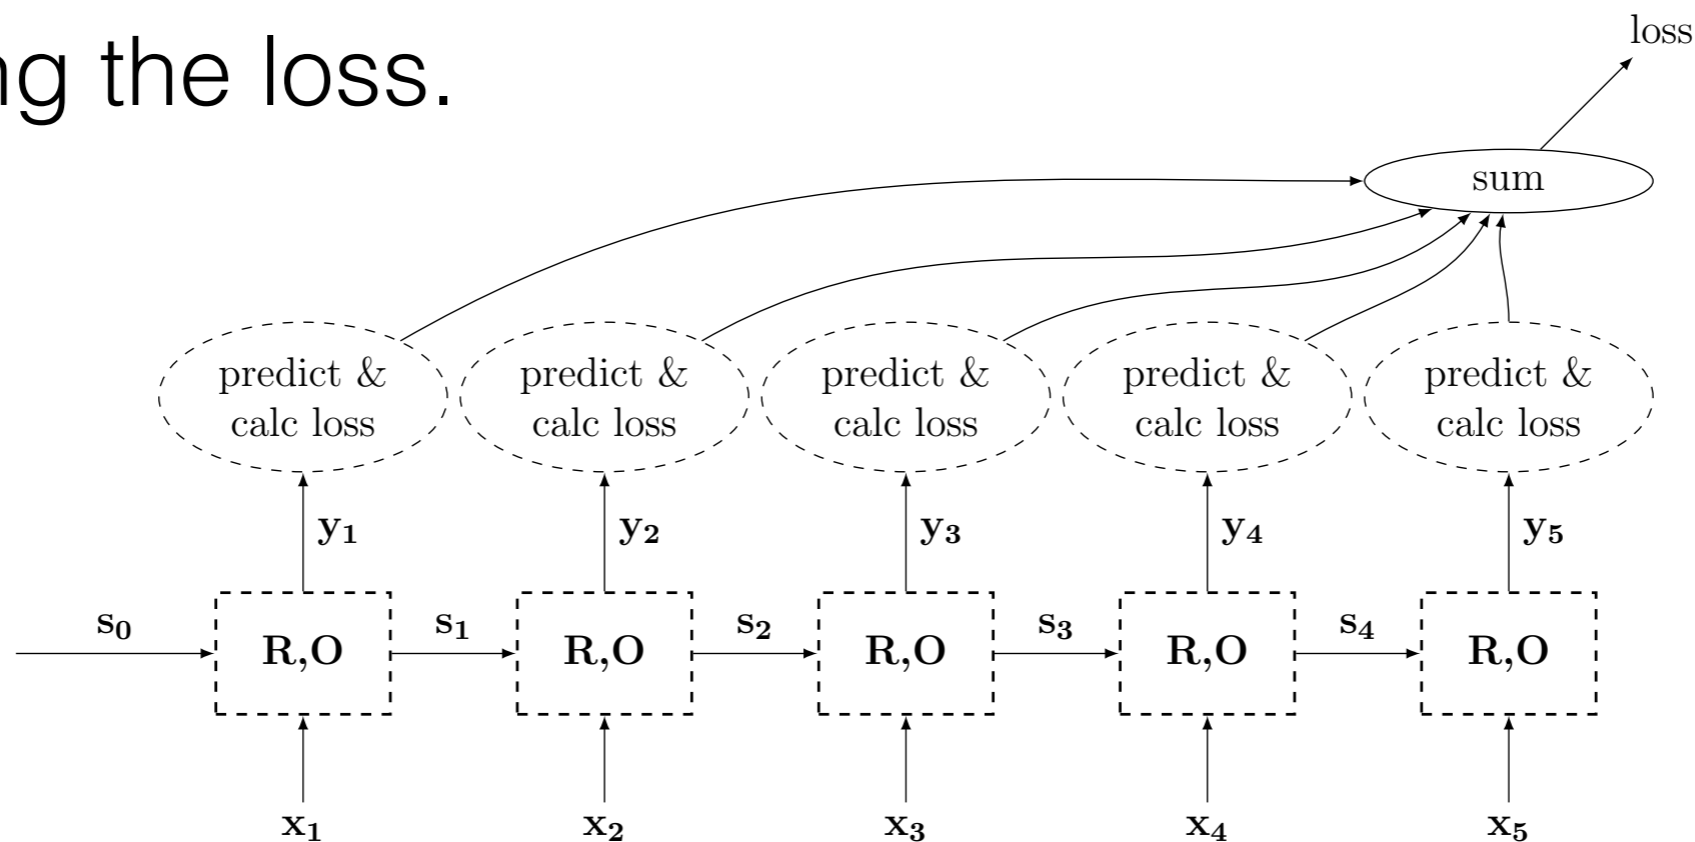 ng the loss.
loss
sum
predict & predict & predict & predict & predict &
calc loss calc loss calc loss calc loss calc loss
y₁ y₂ y₃ y₄ y₅
s₀ s₁ s₂ s₃ s₄
R,O R,O R,O R,O R,O
x₁ x₂ x₃ x₄ x₅